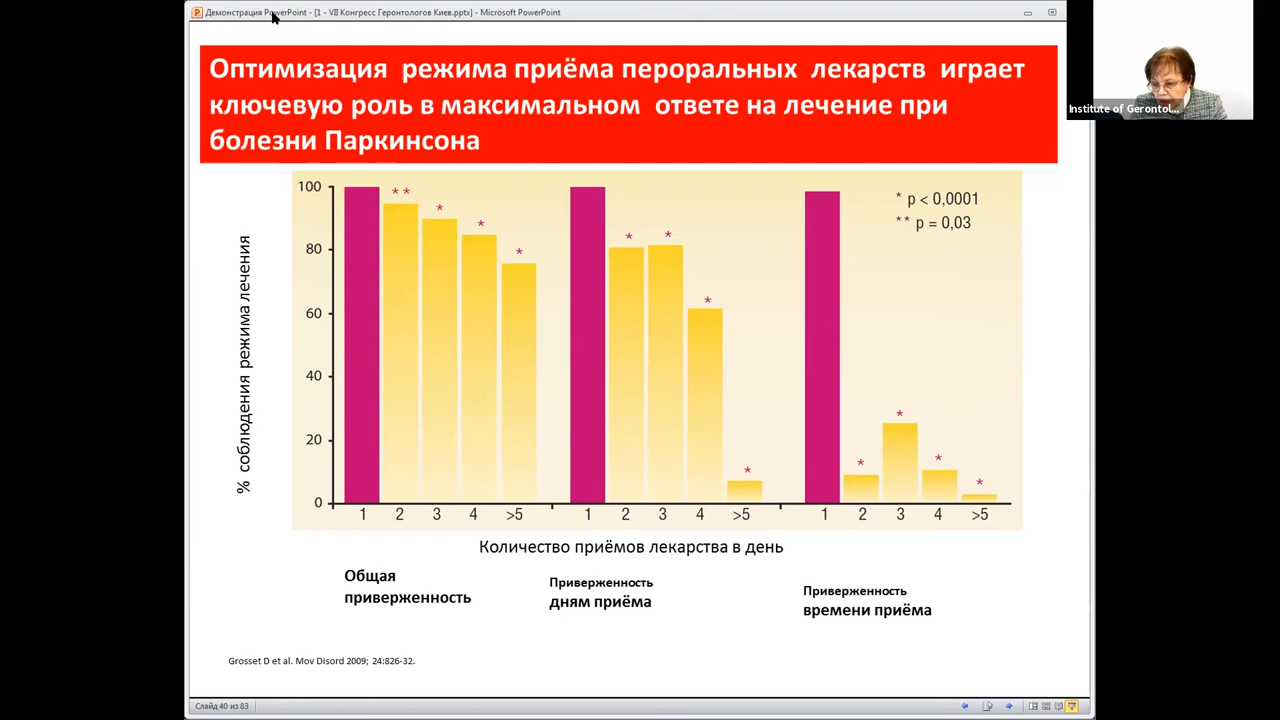 Демонстрация PowerPoint - [1 - VII Конгресс Геронтологов Киев.pptx] - Microsoft PowerPoint
Оптимизация режима приёма пероральных лекарств играет
ключевую роль в максимальном ответе на лечение при
болезни Паркинсона
Institute of Gerontol...
% соблюдения режима лечения
100
80
60
40
20
0
**
*
*
*
*
*
*
*
*
*
*
*
* p < 0,0001
** p = 0,03
1 2 3 4 >5 1 2 3 4 >5 1 2 3 4 >5
Количество приёмов лекарства в день
Общая
приверженность
Приверженность
дням приёма
Приверженность
времени приёма
Grosset D et al. Mov Disord 2009; 24:826-32.
Слайд 40 из 83